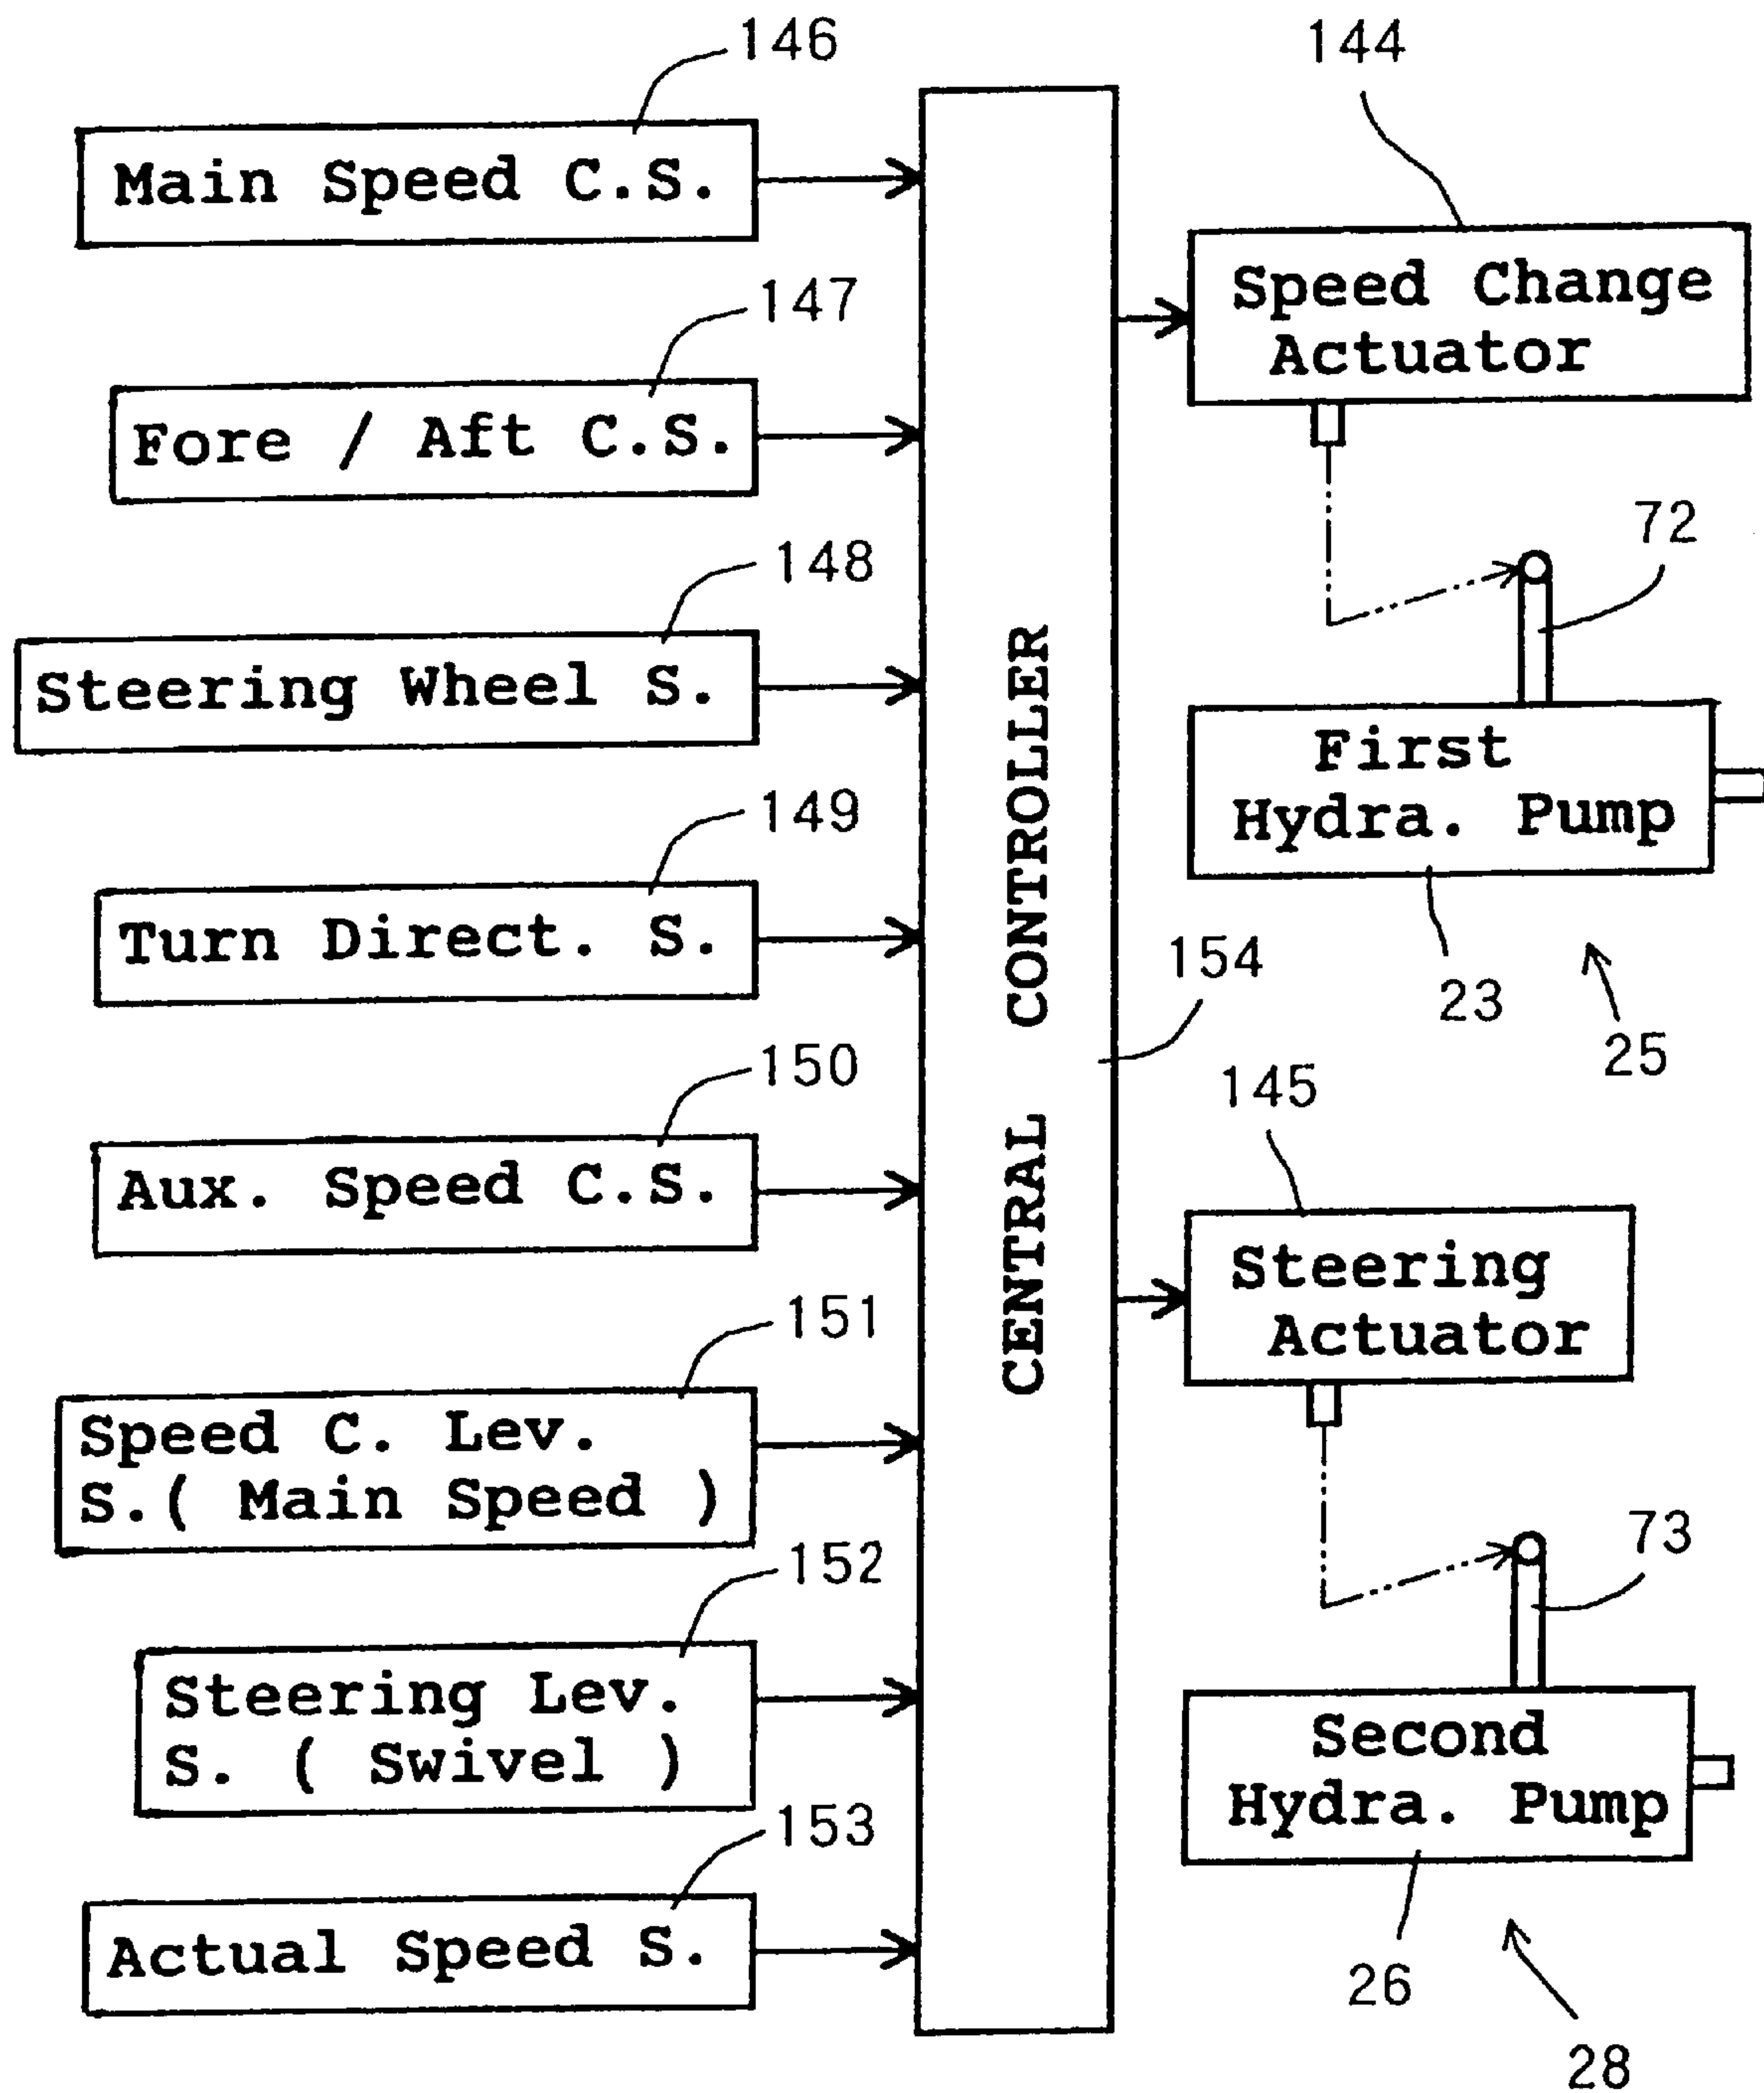 146
Main Speed C.S.
147
Fore / Aft C.S.
148
Steering Wheel S.
149
Turn Direct. S.
150
Aux. Speed C.S.
151
Speed C. Lev.
S.( Main Speed )
152
Steering Lev.
S. ( Swivel )
153
Actual Speed S.
CENTRAL CONTROLLER
154
144
Speed Change
Actuator
72
First
Hydra. Pump
23
25
145
Steering
Actuator
73
Second
Hydra. Pump
26
28